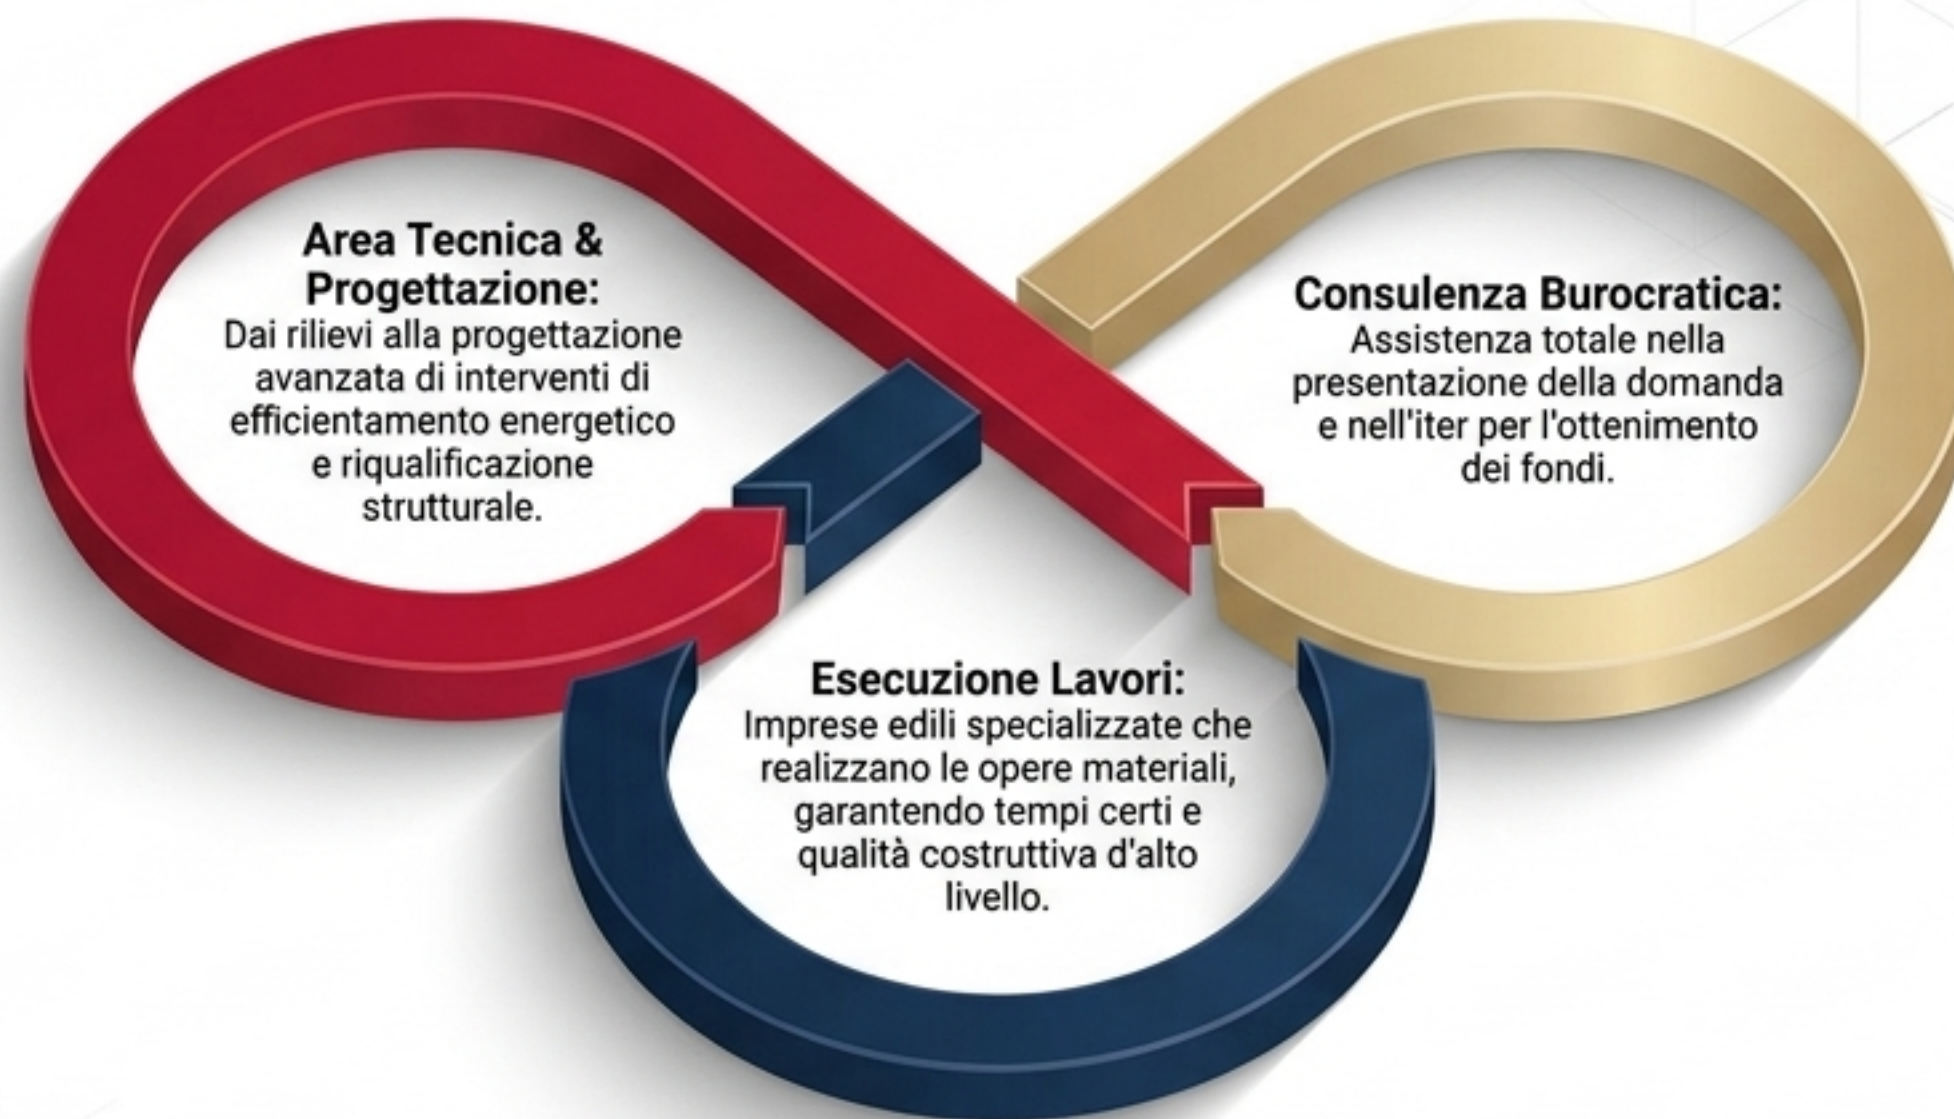 Area Tecnica &
Progettazione:
Dai rilievi alla progettazione
avanzata di interventi di
efficientamento energetico
e riqualificazione
strutturale.
Consulenza Burocratica:
Assistenza totale nella
presentazione della domanda
e nell'iter per l'ottenimento
dei fondi.
Esecuzione Lavori:
Imprese edili specializzate che
realizzano le opere materiali,
garantendo tempi certi e
qualità costruttiva d'alto
livello.